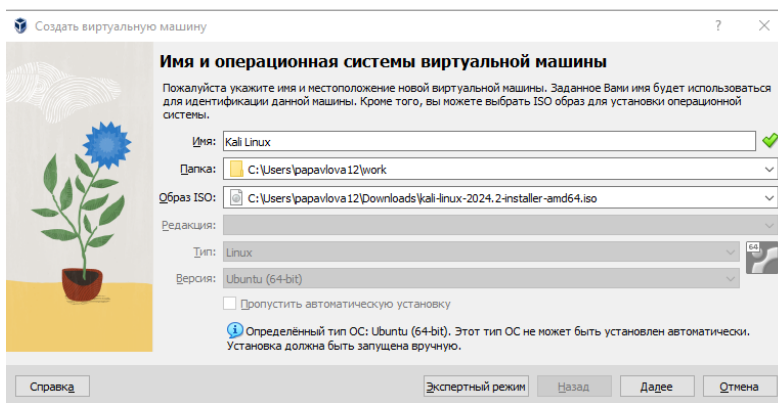 Создать виртуальную машину
?
Имя и операционная системы виртуальной машины
Пожалуйста укажите имя и местоположение новой виртуальной машины. Заданное Вами имя будет использоваться
для идентификации данной машины. Кроме того, вы можете выбрать ISO образ для установки операционной
системы.
Имя: Kali Linux
Папка: C:\Users\papavlova12\work
Образ ISO: C:\Users\papavlova12\Downloads\kali-linux-2024.2-installer-amd64.iso
Редакция:
Тип: Linux
64
Версия: Ubuntu (64-bit)
Пропустить автоматическую установку
Определённый тип ОС: Ubuntu (64-bit). Этот тип ОС не может быть установлен автоматически.
Установка должна быть запущена вручную.
Справка Экспертный режим Назад Далее Отмена